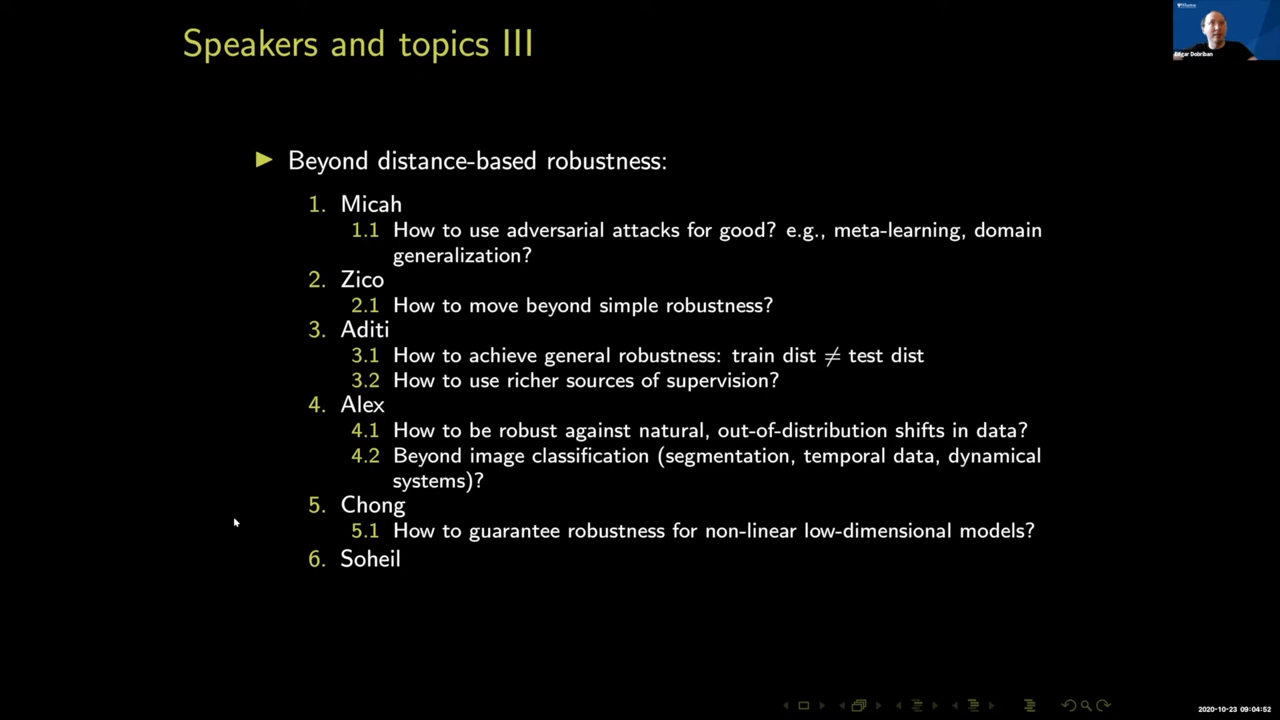 Speakers and topics III
Edgar Dobriban
Beyond distance-based robustness:
1. Micah
1.1 How to use adversarial attacks for good? e.g., meta-learning, domain
generalization?
2. Zico
2.1 How to move beyond simple robustness?
3. Aditi
3.1 How to achieve general robustness: train dist ≠ test dist
3.2 How to use richer sources of supervision?
4. Alex
4.1 How to be robust against natural, out-of-distribution shifts in data?
4.2 Beyond image classification (segmentation, temporal data, dynamical
systems)?
5. Chong
5.1 How to guarantee robustness for non-linear low-dimensional models?
6. Soheil
2020-10-23 09:04:52